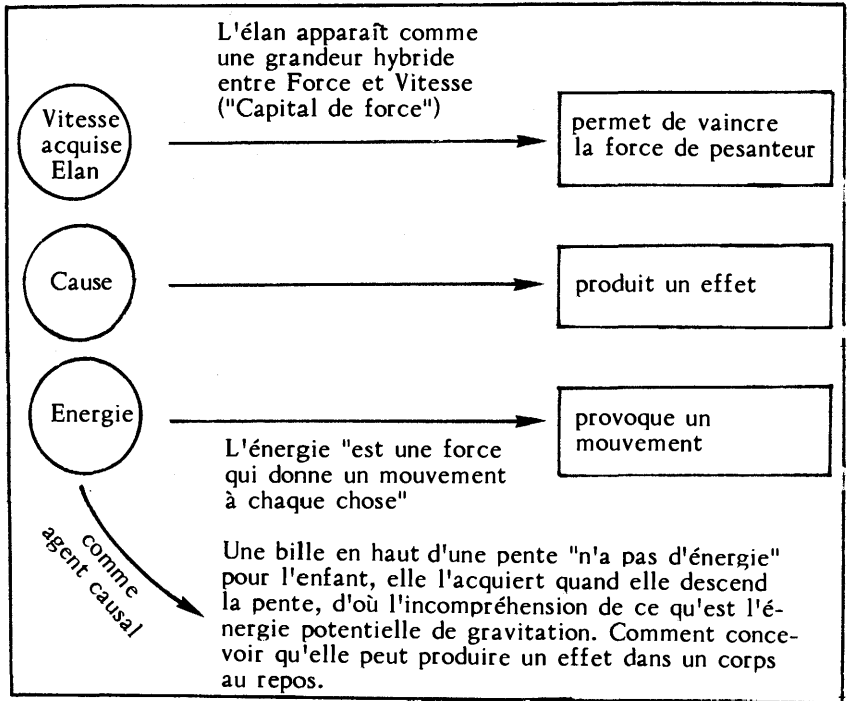 L'élan apparaît comme
une grandeur hybride
entre Force et Vitesse
("Capital de force")
Vitesse
acquise
Elan
permet de vaincre
la force de pesanteur
Cause
produit un effet
Energie
provoque un
mouvement
L'énergie "est une force
qui donne un mouvement
à chaque chose"
comme
agent causal
Une bille en haut d'une pente "n'a pas d'énergie"
pour l'enfant, elle l'acquiert quand elle descend
la pente, d'où l'incompréhension de ce qu'est l'é-
nergie potentielle de gravitation. Comment conce-
voir qu'elle peut produire un effet dans un corps
au repos.